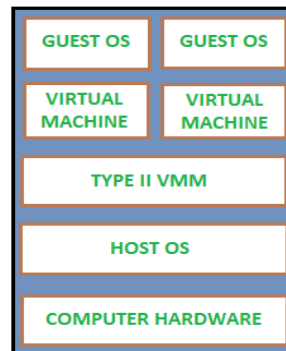 GUEST OS GUEST OS
VIRTUAL VIRTUAL
MACHINE MACHINE
TYPE II VMM
HOST OS
COMPUTER HARDWARE